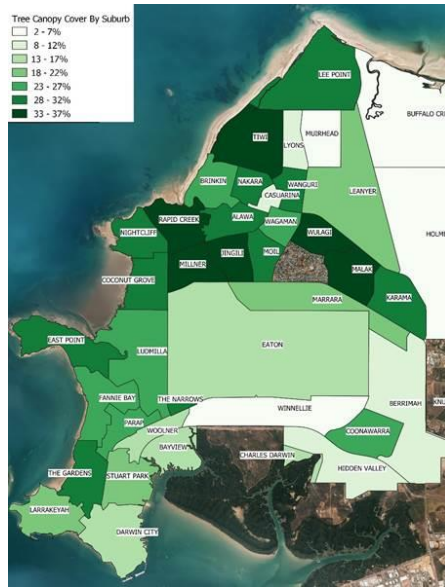 Tree Canopy Cover By Suburb
2 - 7%
8 - 12%
13 - 17%
18 - 22%
23 - 27%
28 - 32%
33 - 37%
LEE POINT
BUFFALO CRE
TIWI
LYONS
MUIRHEAD
BRINKIN
NAKARA
WANGURI
LEANYER
CASUARINA
RAPID CREEK
ALAWA
WAGAMAN
NIGHTCLIFF
WULAGI
HOLM
JINGILI
MOIL
MILLNER
MALAK
COCONUT GROVE
KARAMA
MARRARA
EAST POINT
LUDMILLA
EATON
FANNIE BAY
THE NARROWS
BERRIMAH
KNU
WINNELLIE
PARAP
WOOLNER
COONAWARRA
BAYVIEW
CHARLES DARWIN
THE GARDENS
STUART PARK
HIDDEN VALLEY
LARRAKEYAH
DARWIN CITY